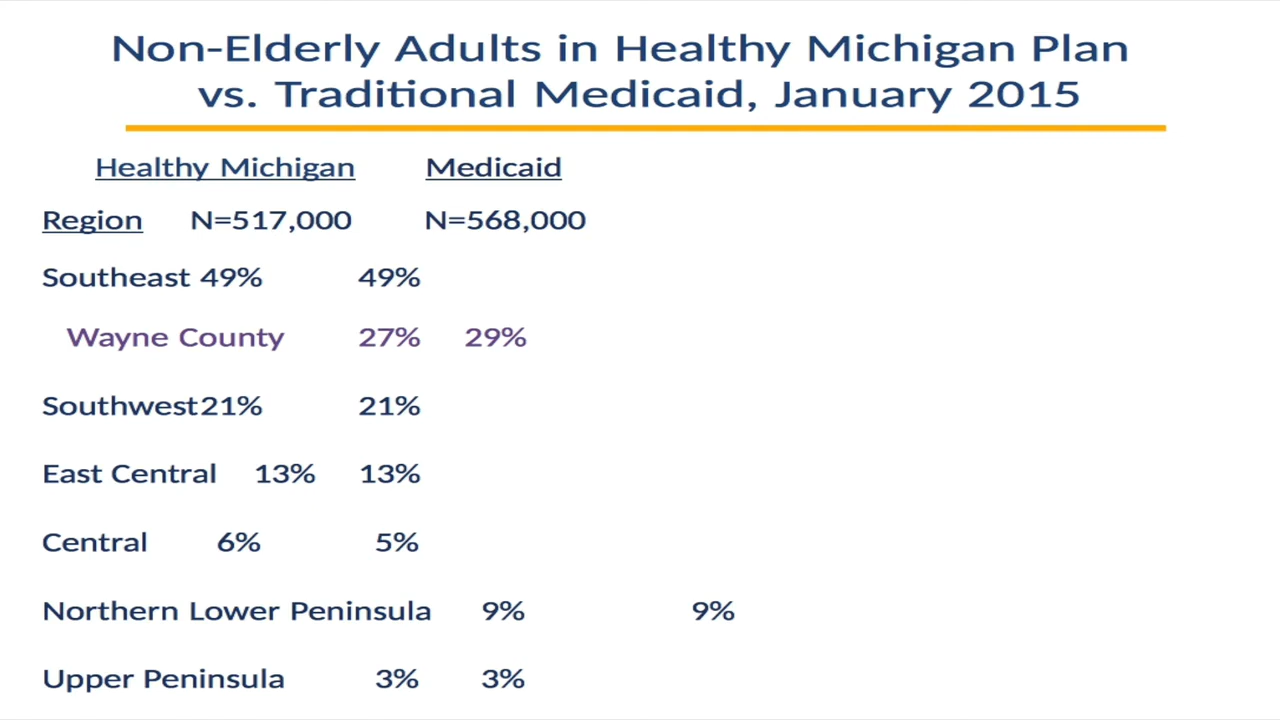 Non-Elderly Adults in Healthy Michigan Plan
vs. Traditional Medicaid, January 2015
Healthy Michigan Medicaid
Region N=517,000 N=568,000
Southeast 49% 49%
Wayne County 27% 29%
Southwest 21% 21%
East Central 13% 13%
Central 6% 5%
Northern Lower Peninsula 9% 9%
Upper Peninsula 3% 3%